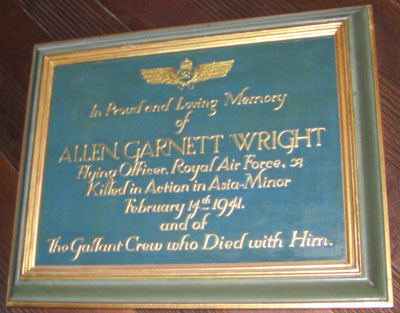 In Proud and Loving Memory
of
ALLEN GARNETT WRIGHT
Flying Officer, Royal Air Force,
Killed in Action in Asia-Minor
February 14th 1941.
and of
The Gallant Crew who Died with Him.